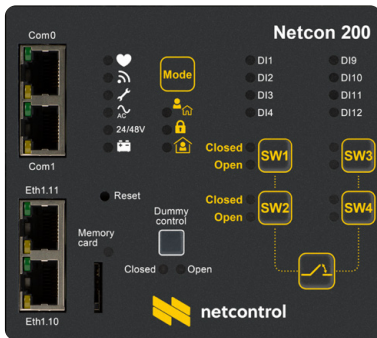 Netcon 200
Com0
Com1
Eth1.11
Eth1.10
AC
24/48V
Mode
DI1
DI2
DI3
DI4
DI9
DI10
DI11
DI12
Closed
Open
SW1
SW3
Closed
Open
SW2
SW4
Reset
Memory
card
Dummy
control
Closed
Open
netcontrol